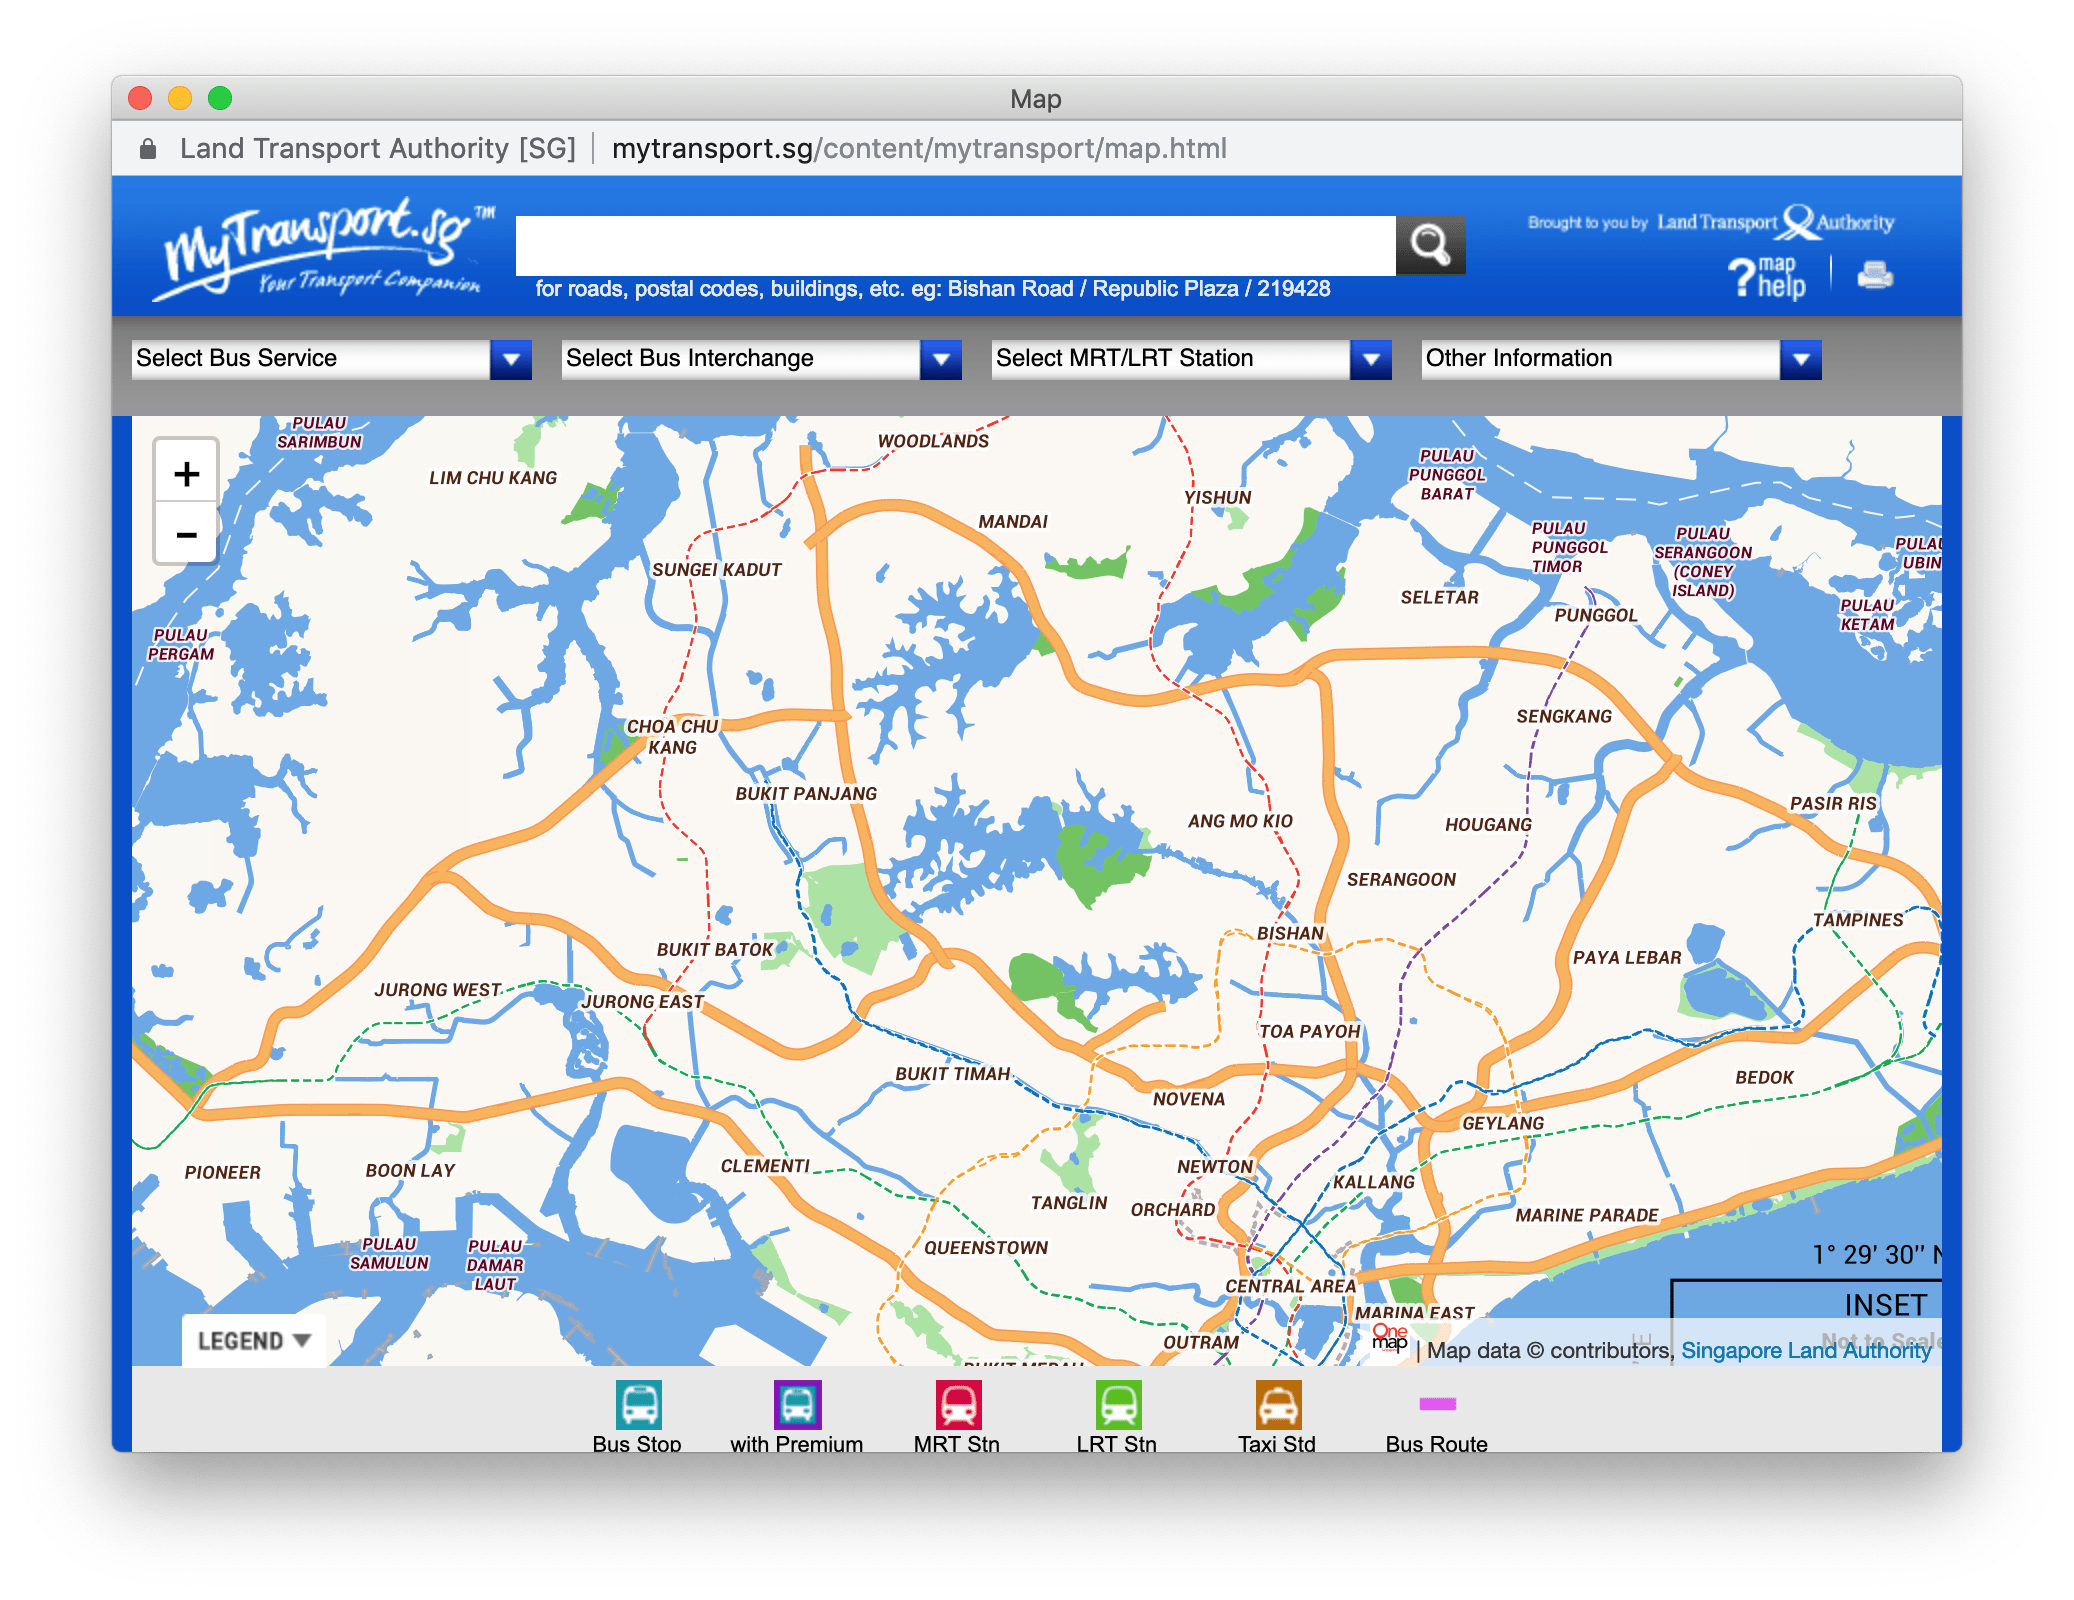 Map
Land Transport Authority [SG] mytransport.sg/content/mytransport/map.html
MyTransport.sg™
Your Transport Companion
Brought to you by Land Transport Authority
? map help
for roads, postal codes, buildings, etc. eg: Bishan Road / Republic Plaza / 219428
Select Bus Service
Select Bus Interchange
Select MRT/LRT Station
Other Information
+
−
PULAU
SARIMBUN
LIM CHU KANG
WOODLANDS
YISHUN
MANDAI
PULAU
PUNGGOL
BARAT
PULAU
PUNGGOL
TIMOR
PULAU
SERANGOON
(CONEY
ISLAND)
PULAU
UBIN
SUNGEI KADUT
SELETAR
PUNGGOL
PULAU
KETAM
PULAU
PERGAM
CHOA CHU
KANG
SENGKANG
BUKIT PANJANG
PASIR RIS
ANG MO KIO
HOUGANG
SERANGOON
TAMPINES
BISHAN
BUKIT BATOK
PAYA LEBAR
JURONG WEST
JURONG EAST
TOA PAYOH
BUKIT TIMAH
BEDOK
NOVENA
GEYLANG
PIONEER
BOON LAY
CLEMENTI
NEWTON
KALLANG
TANGLIN
ORCHARD
MARINE PARADE
QUEENSTOWN
PULAU
SAMULUN
PULAU
DAMAR
LAUT
1° 29' 30'' N
CENTRAL AREA
INSET
MARINA EAST
LEGEND
OUTRAM
Not to Scale
BUKIT MERAH
One
map
| Map data © contributors, Singapore Land Authority
Bus Stop
with Premium
MRT Stn
LRT Stn
Taxi Std
Bus Route